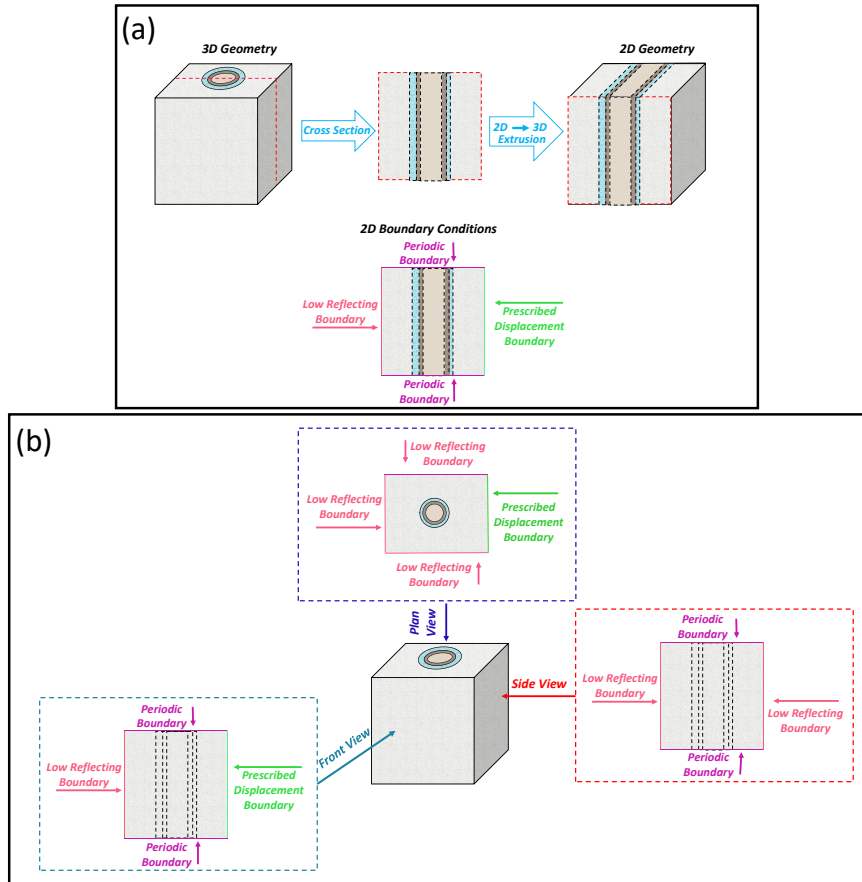 (a)
3D Geometry
2D Geometry
Cross Section
2D → 3D
Extrusion
2D Boundary Conditions
Periodic
Boundary
Low Reflecting
Boundary
Prescribed
Displacement
Boundary
Periodic
Boundary
(b)
Low Reflecting
Boundary
Low Reflecting
Boundary
Prescribed
Displacement
Boundary
Low Reflecting
Boundary
Plan
View
Periodic
Boundary
Side View
Low Reflecting
Boundary
Low Reflecting
Boundary
Periodic
Boundary
Periodic
Boundary
Front View
Low Reflecting
Boundary
Prescribed
Displacement
Boundary
Periodic
Boundary